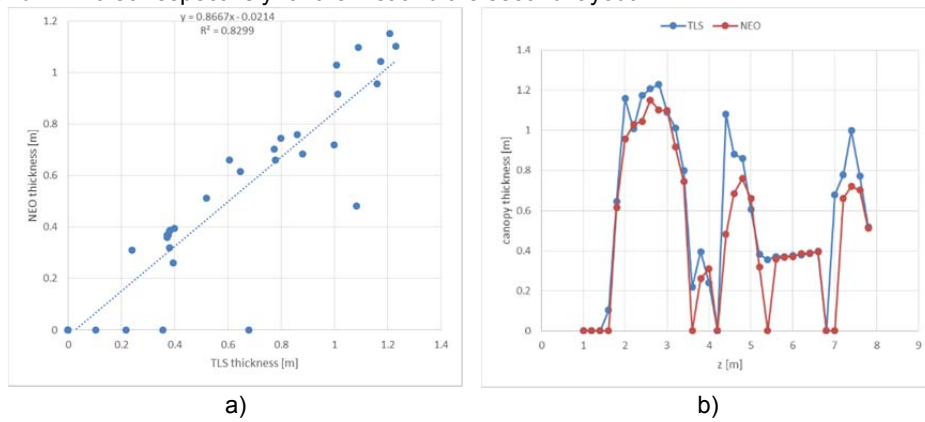 y = 0.8667x - 0.0214
R² = 0.8299
1.2
1
0.8
0.6
0.4
0.2
0
0 0.2 0.4 0.6 0.8 1 1.2 1.4
NEO thickness [m]
TLS thickness [m]
a)
TLS NEO
1.4
1.2
1
0.8
0.6
0.4
0.2
0
0 1 2 3 4 5 6 7 8 9
canopy thickness [m]
z [m]
b)